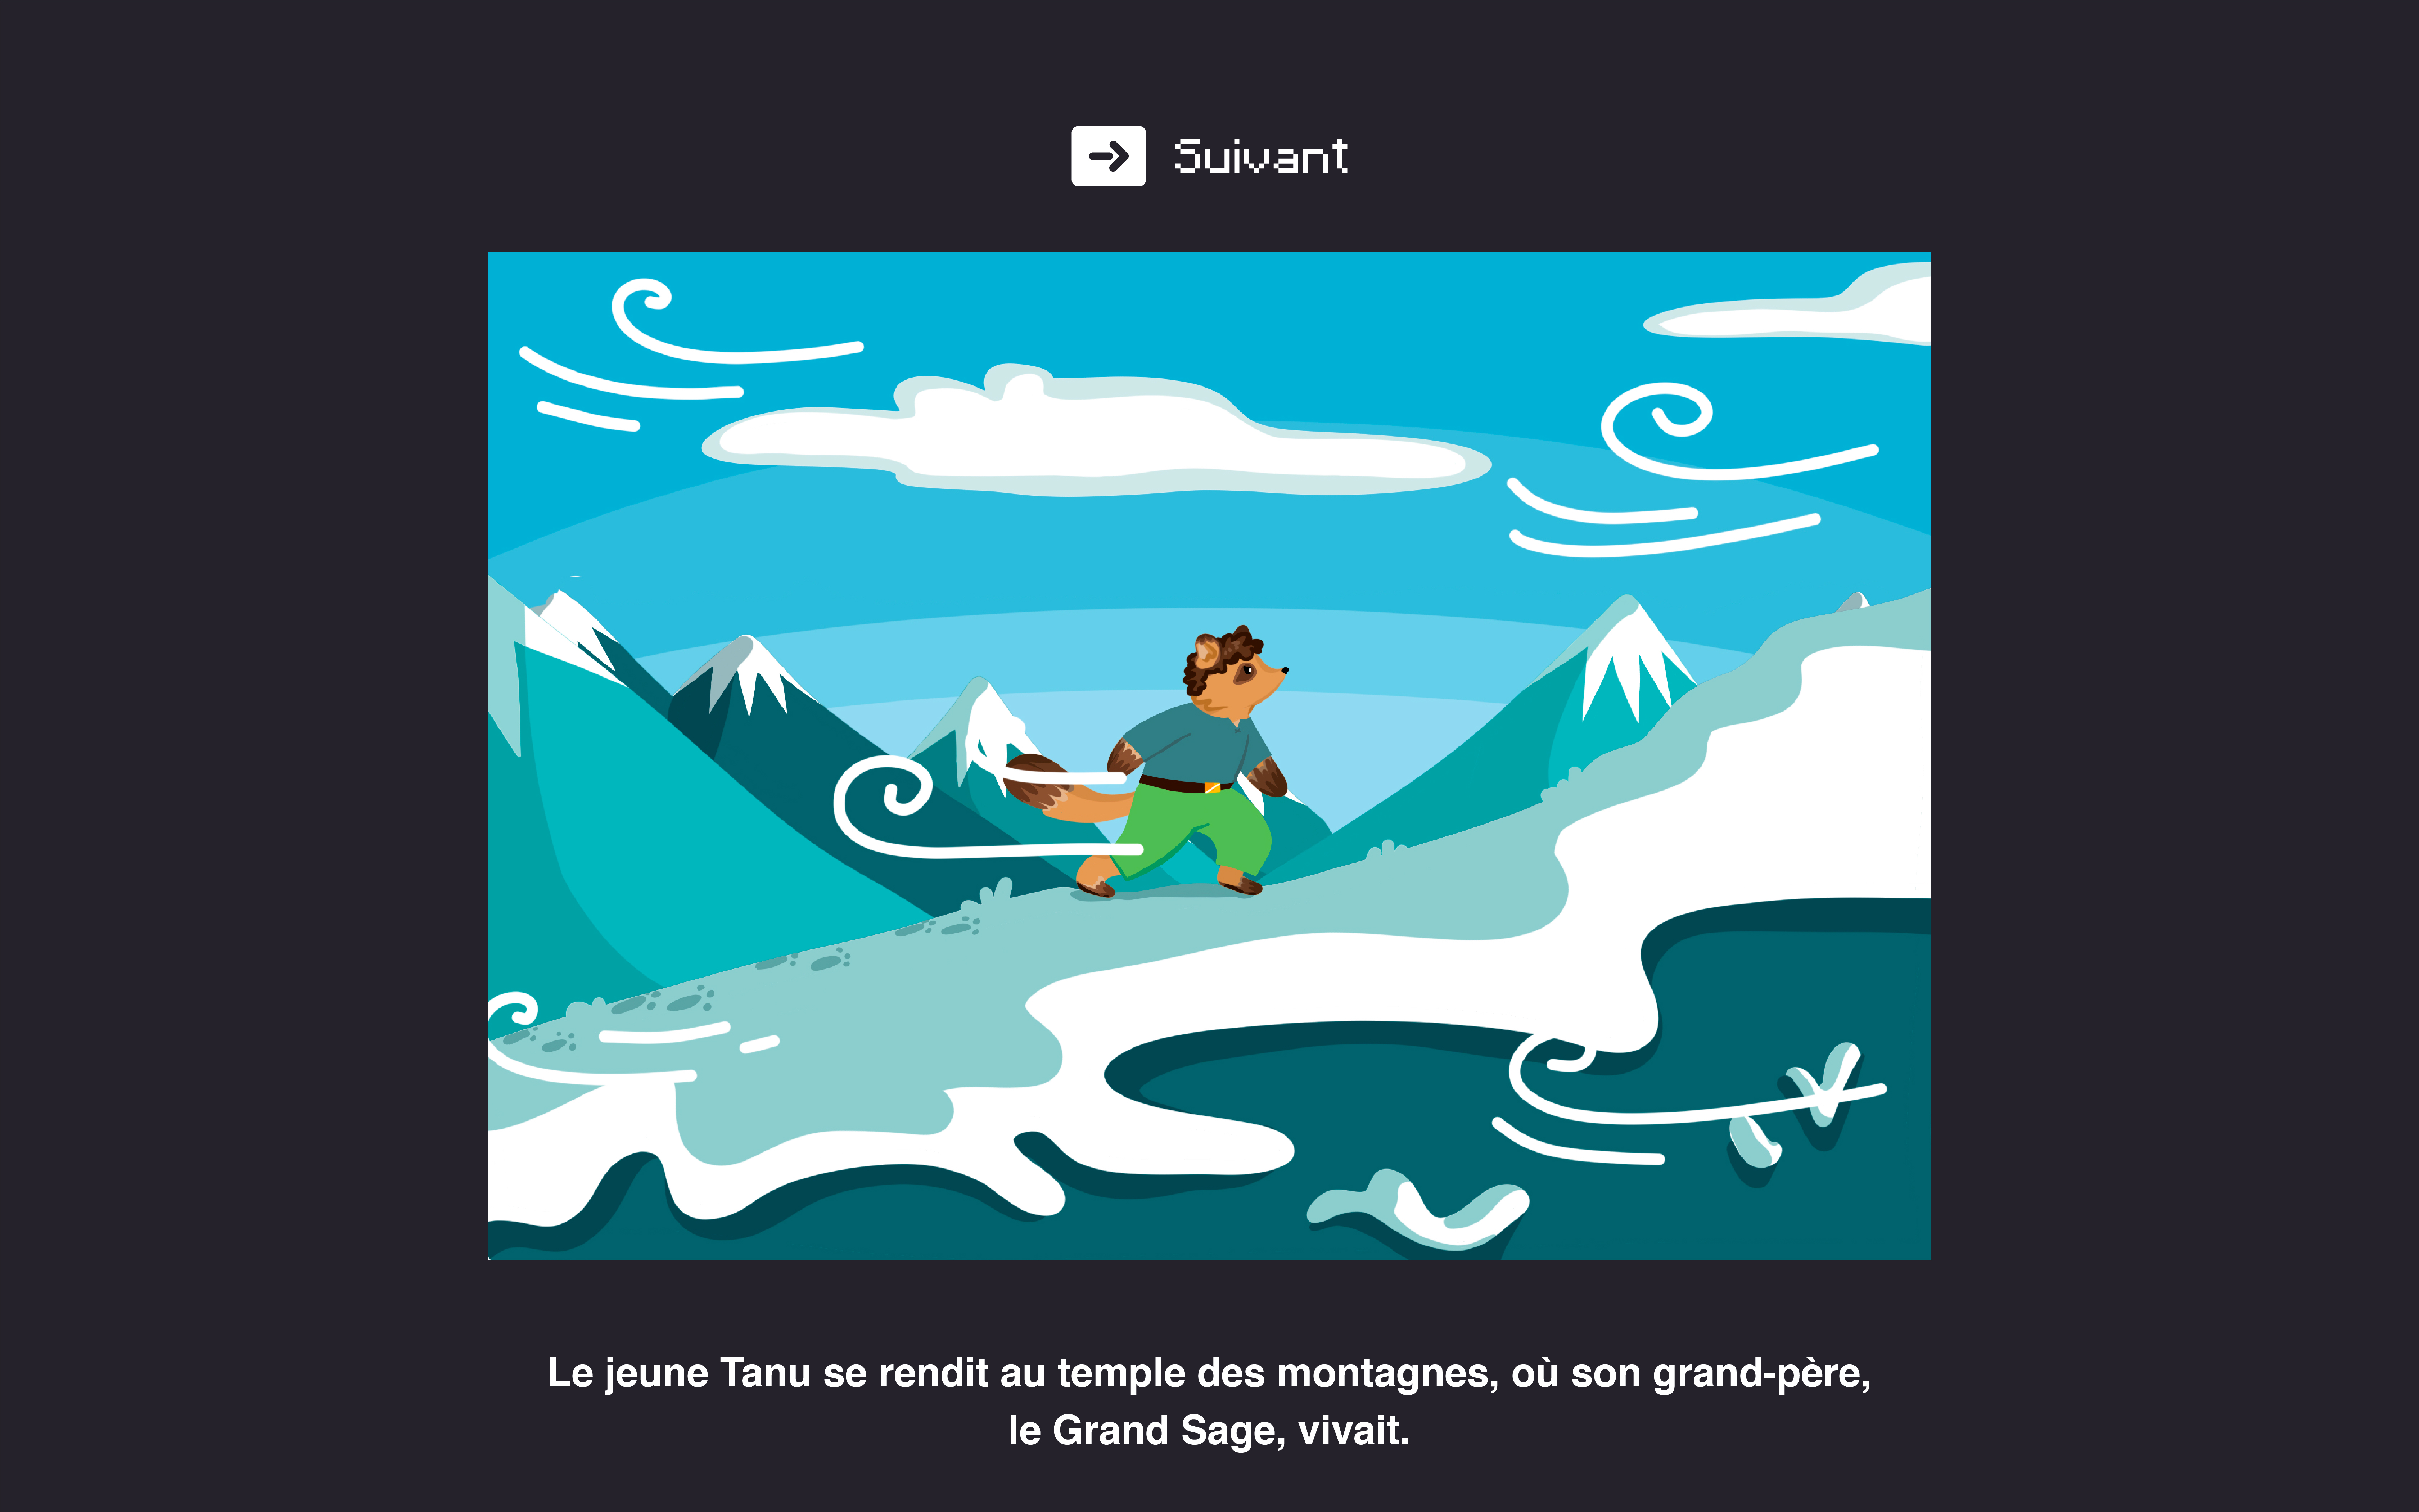 Suivant
Le jeune Tanu se rendit au temple des montagnes, où son grand-père,
le Grand Sage, vivait.